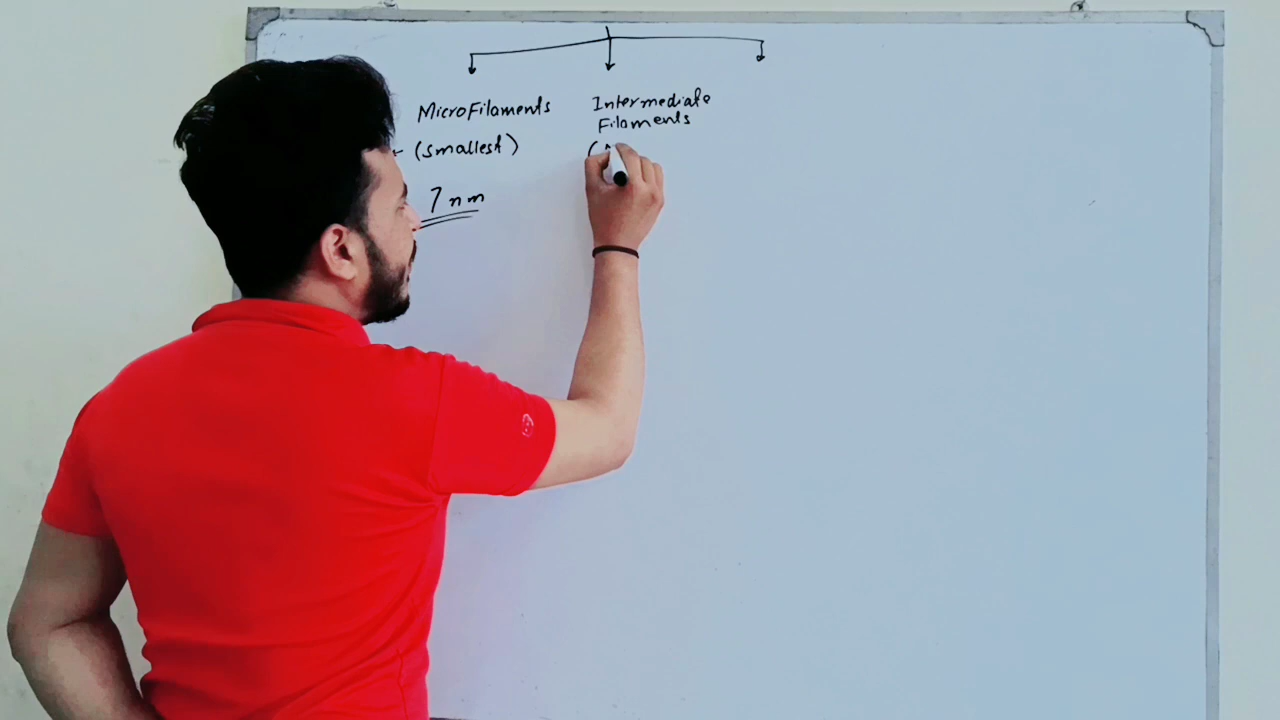 MicroFilaments
(smallest)
7 nm
Intermediate
Filaments
(